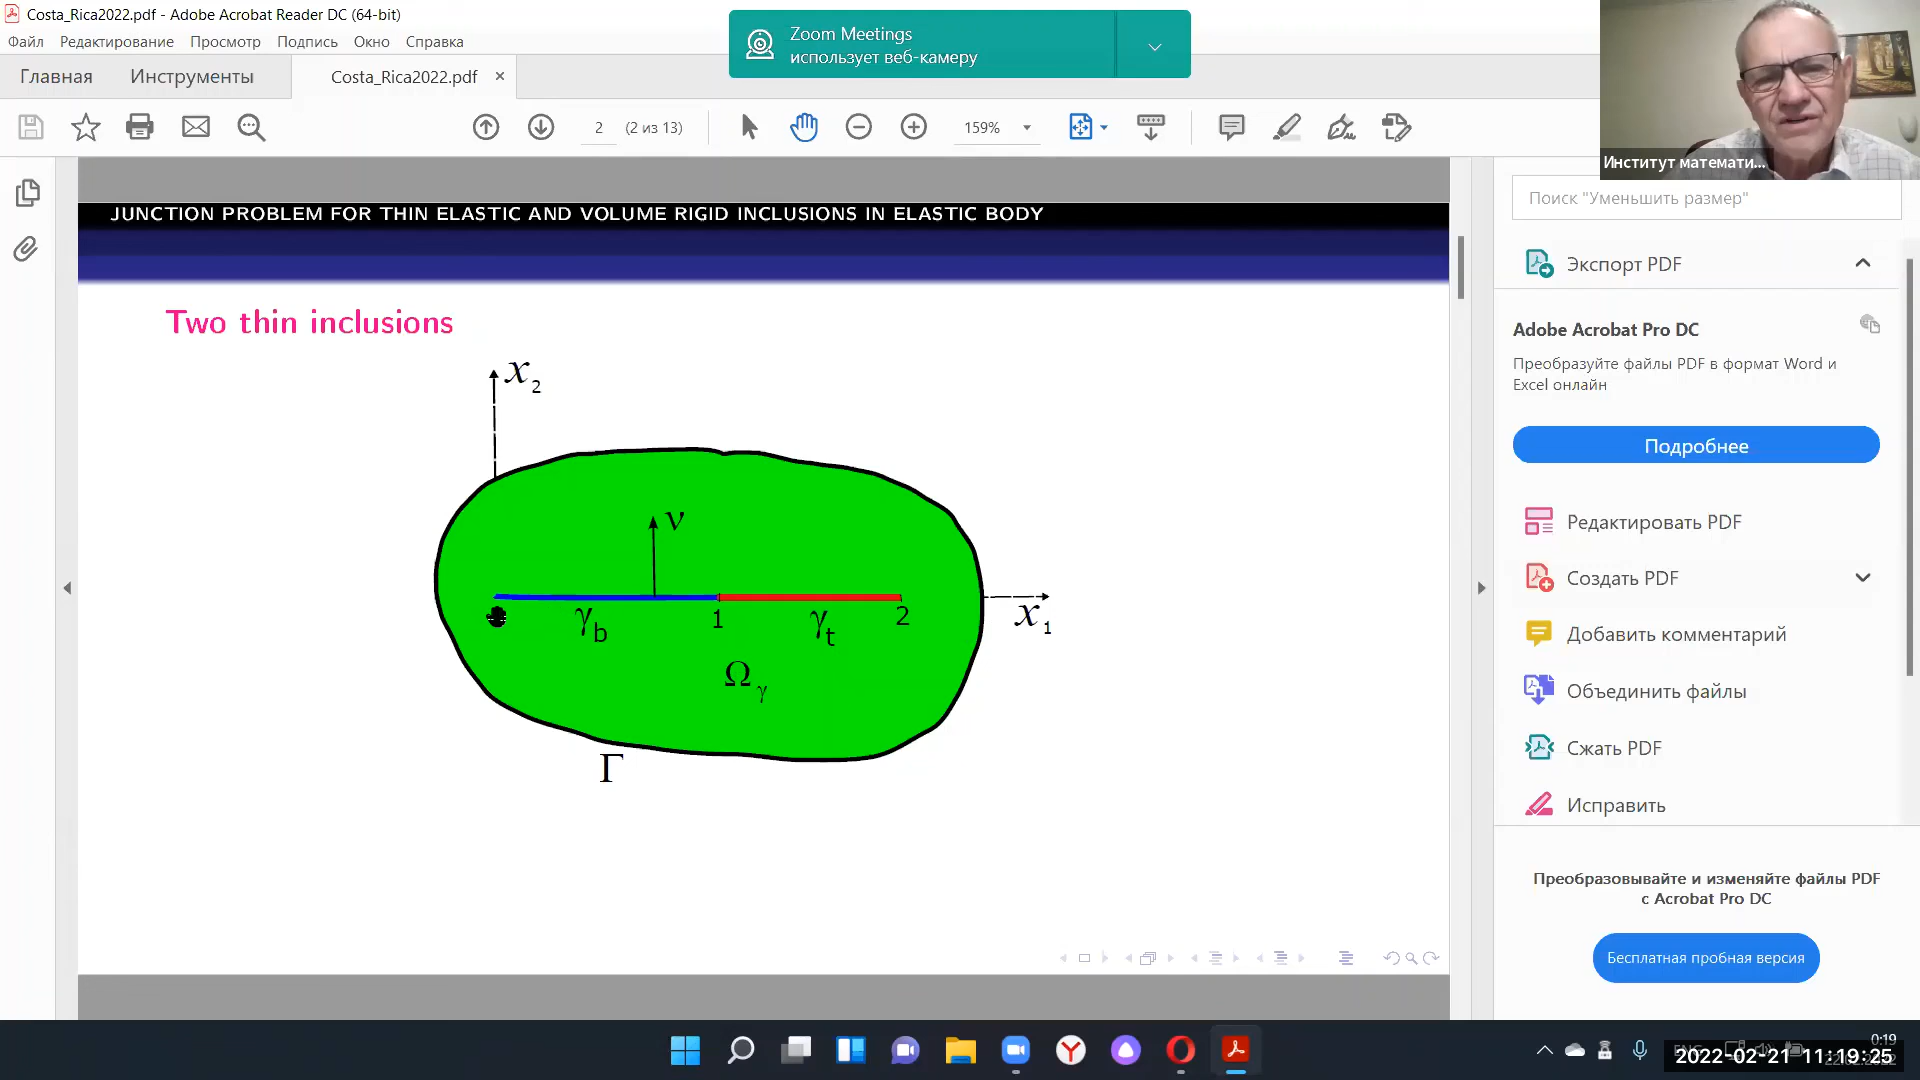 Costa_Rica2022.pdf - Adobe Acrobat Reader DC (64-bit)
Файл Редактирование Просмотр Подпись Окно Справка
Zoom Meetings
использует веб-камеру
Главная Инструменты Costa_Rica2022.pdf ×
2 (2 из 13) 159%
Институт математи...
Поиск "Уменьшить размер"
JUNCTION PROBLEM FOR THIN ELASTIC AND VOLUME RIGID INCLUSIONS IN ELASTIC BODY
Two thin inclusions
x₂
ν
γb 1 γt 2
x₁
Ωγ
Γ
Экспорт PDF
Adobe Acrobat Pro DC
Преобразуйте файлы PDF в формат Word и
Excel онлайн
Подробнее
Редактировать PDF
Создать PDF
Добавить комментарий
Объединить файлы
Сжать PDF
Исправить
Преобразовывайте и изменяйте файлы PDF
с Acrobat Pro DC
Бесплатная пробная версия
0:19
2022-02-21 11:19:25